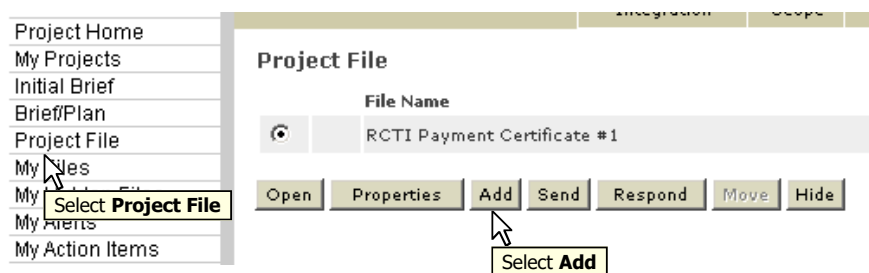 Project Home
My Projects
Initial Brief
Brief/Plan
Project File
My Files
My
Select Project File
My Alerts
My Action Items
Integration Scope
Project File
File Name
RCTI Payment Certificate #1
Open Properties Add Send Respond Move Hide
Select Add